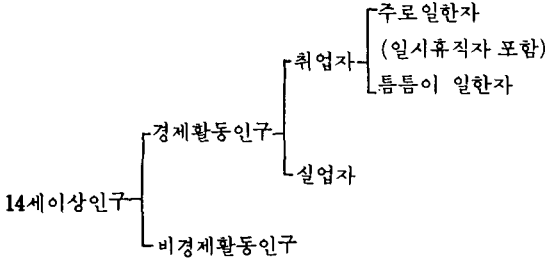 주로일한자
(일시휴직자 포함)
취업자
틈틈이 일한자
경제활동인구
실업자
14세이상인구
비경제활동인구